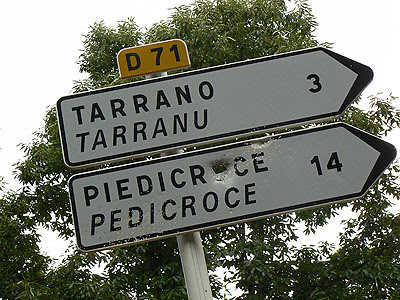 D 71
TARRANO 3
TARRANU
PIEDICROCE 14
PEDICROCE